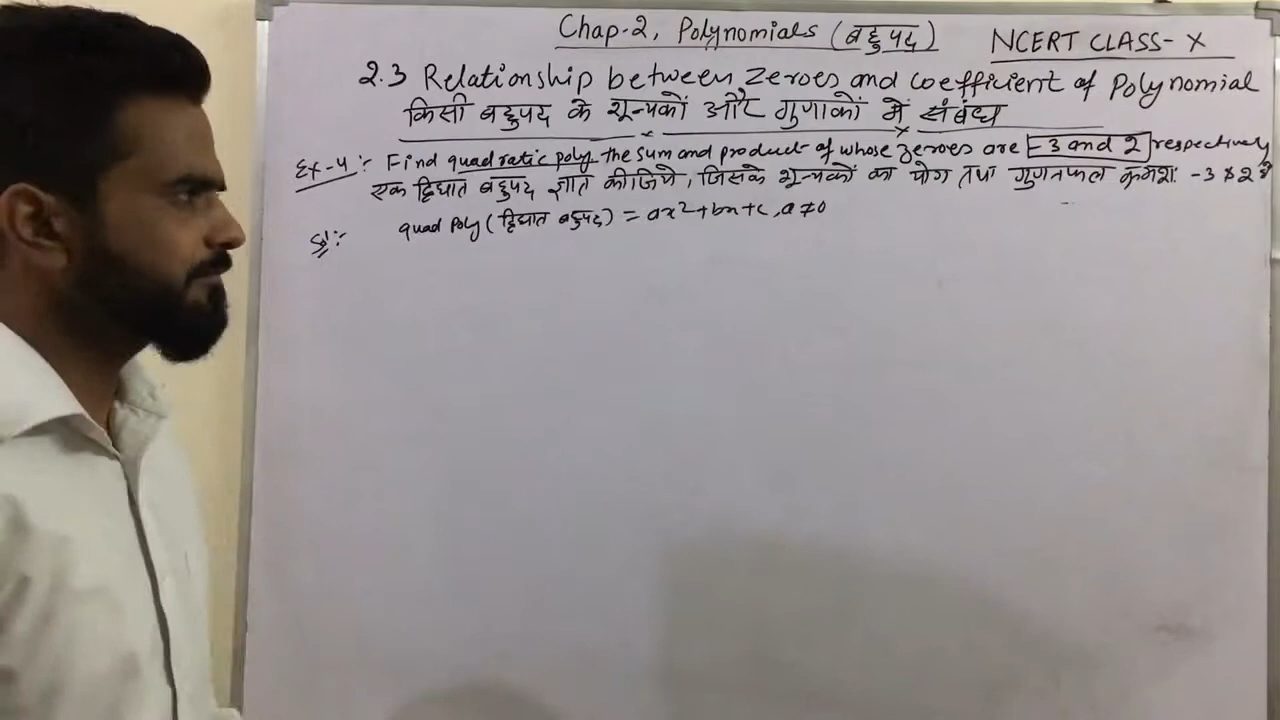 Chap-2, Polynomials (बहुपद)
NCERT CLASS- X
2.3 Relationship between zeroes and coefficient of Polynomial
किसी बहुपद के शून्यकों और गुणाकों में संबंध
Ex-4:- Find quadratic poly. the sum and product of whose zeroes are -3 and 2 respectively
एक द्विघात बहुपद ज्ञात कीजिये, जिसके शून्यकों का योग तथा गुणनफल क्रमशः -3 व 2 है
Sol:- quad Poly (द्विघात बहुपद) = ax²+bx+c, a≠0